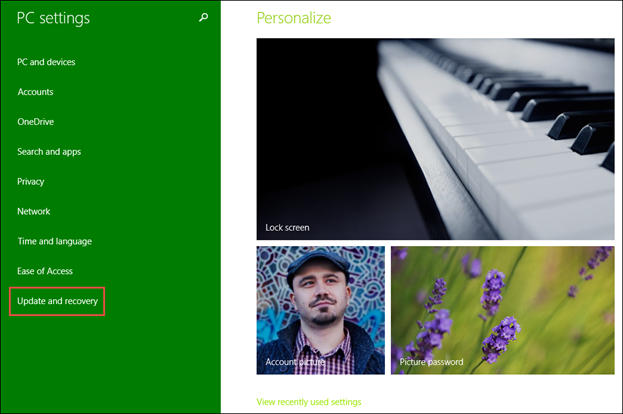 PC settings
PC and devices
Accounts
OneDrive
Search and apps
Privacy
Network
Time and language
Ease of Access
Update and recovery
Personalize
Lock screen
Account picture
Picture password
View recently used settings